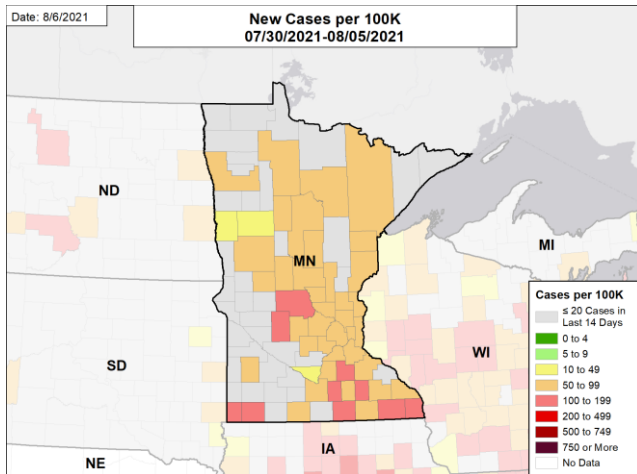 Date: 8/6/2021
New Cases per 100K
07/30/2021-08/05/2021
ND
MN
MI
SD
WI
NE
IA
Cases per 100K
≤ 20 Cases in
Last 14 Days
0 to 4
5 to 9
10 to 49
50 to 99
100 to 199
200 to 499
500 to 749
750 or More
No Data